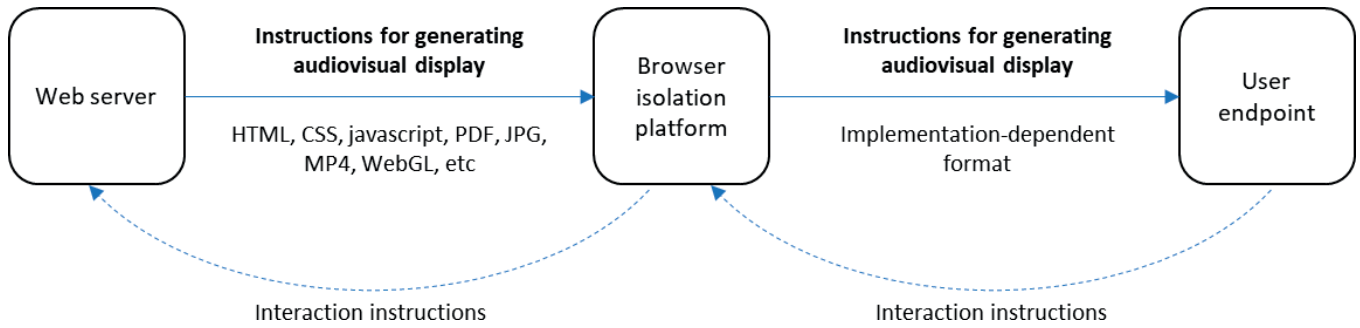 Web server
Instructions for generating
audiovisual display
HTML, CSS, javascript, PDF, JPG,
MP4, WebGL, etc
Browser
isolation
platform
Instructions for generating
audiovisual display
Implementation-dependent
format
User
endpoint
Interaction instructions
Interaction instructions